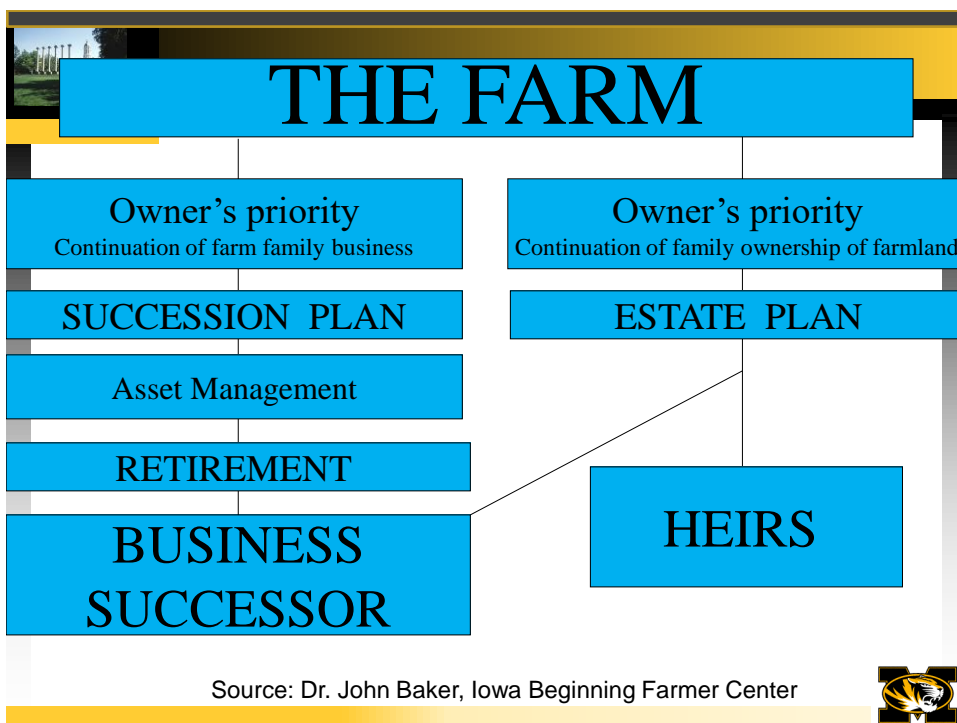 THE FARM
Owner’s priority
Continuation of farm family business
Owner’s priority
Continuation of family ownership of farmland
SUCCESSION PLAN
ESTATE PLAN
Asset Management
RETIREMENT
BUSINESS
SUCCESSOR
HEIRS
Source: Dr. John Baker, Iowa Beginning Farmer Center